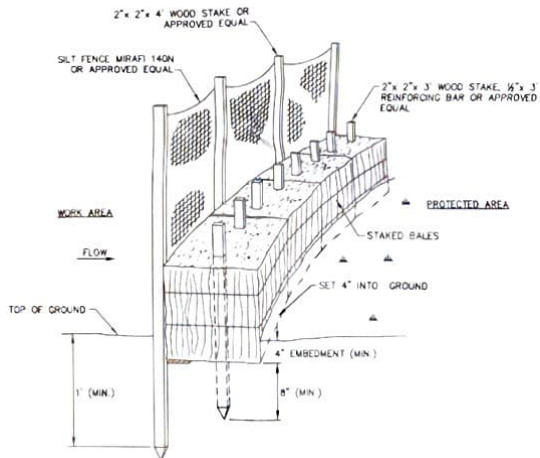 2"x 2"x 4' WOOD STAKE OR
APPROVED EQUAL
SILT FENCE MIRAFI 140N
OR APPROVED EQUAL
2"x 2"x 3' WOOD STAKE, ½"x 3'
REINFORCING BAR OR APPROVED
EQUAL
WORK AREA
PROTECTED AREA
STAKED BALES
FLOW
SET 4" INTO GROUND
TOP OF GROUND
4" EMBEDMENT (MIN.)
1' (MIN.)
8" (MIN.)